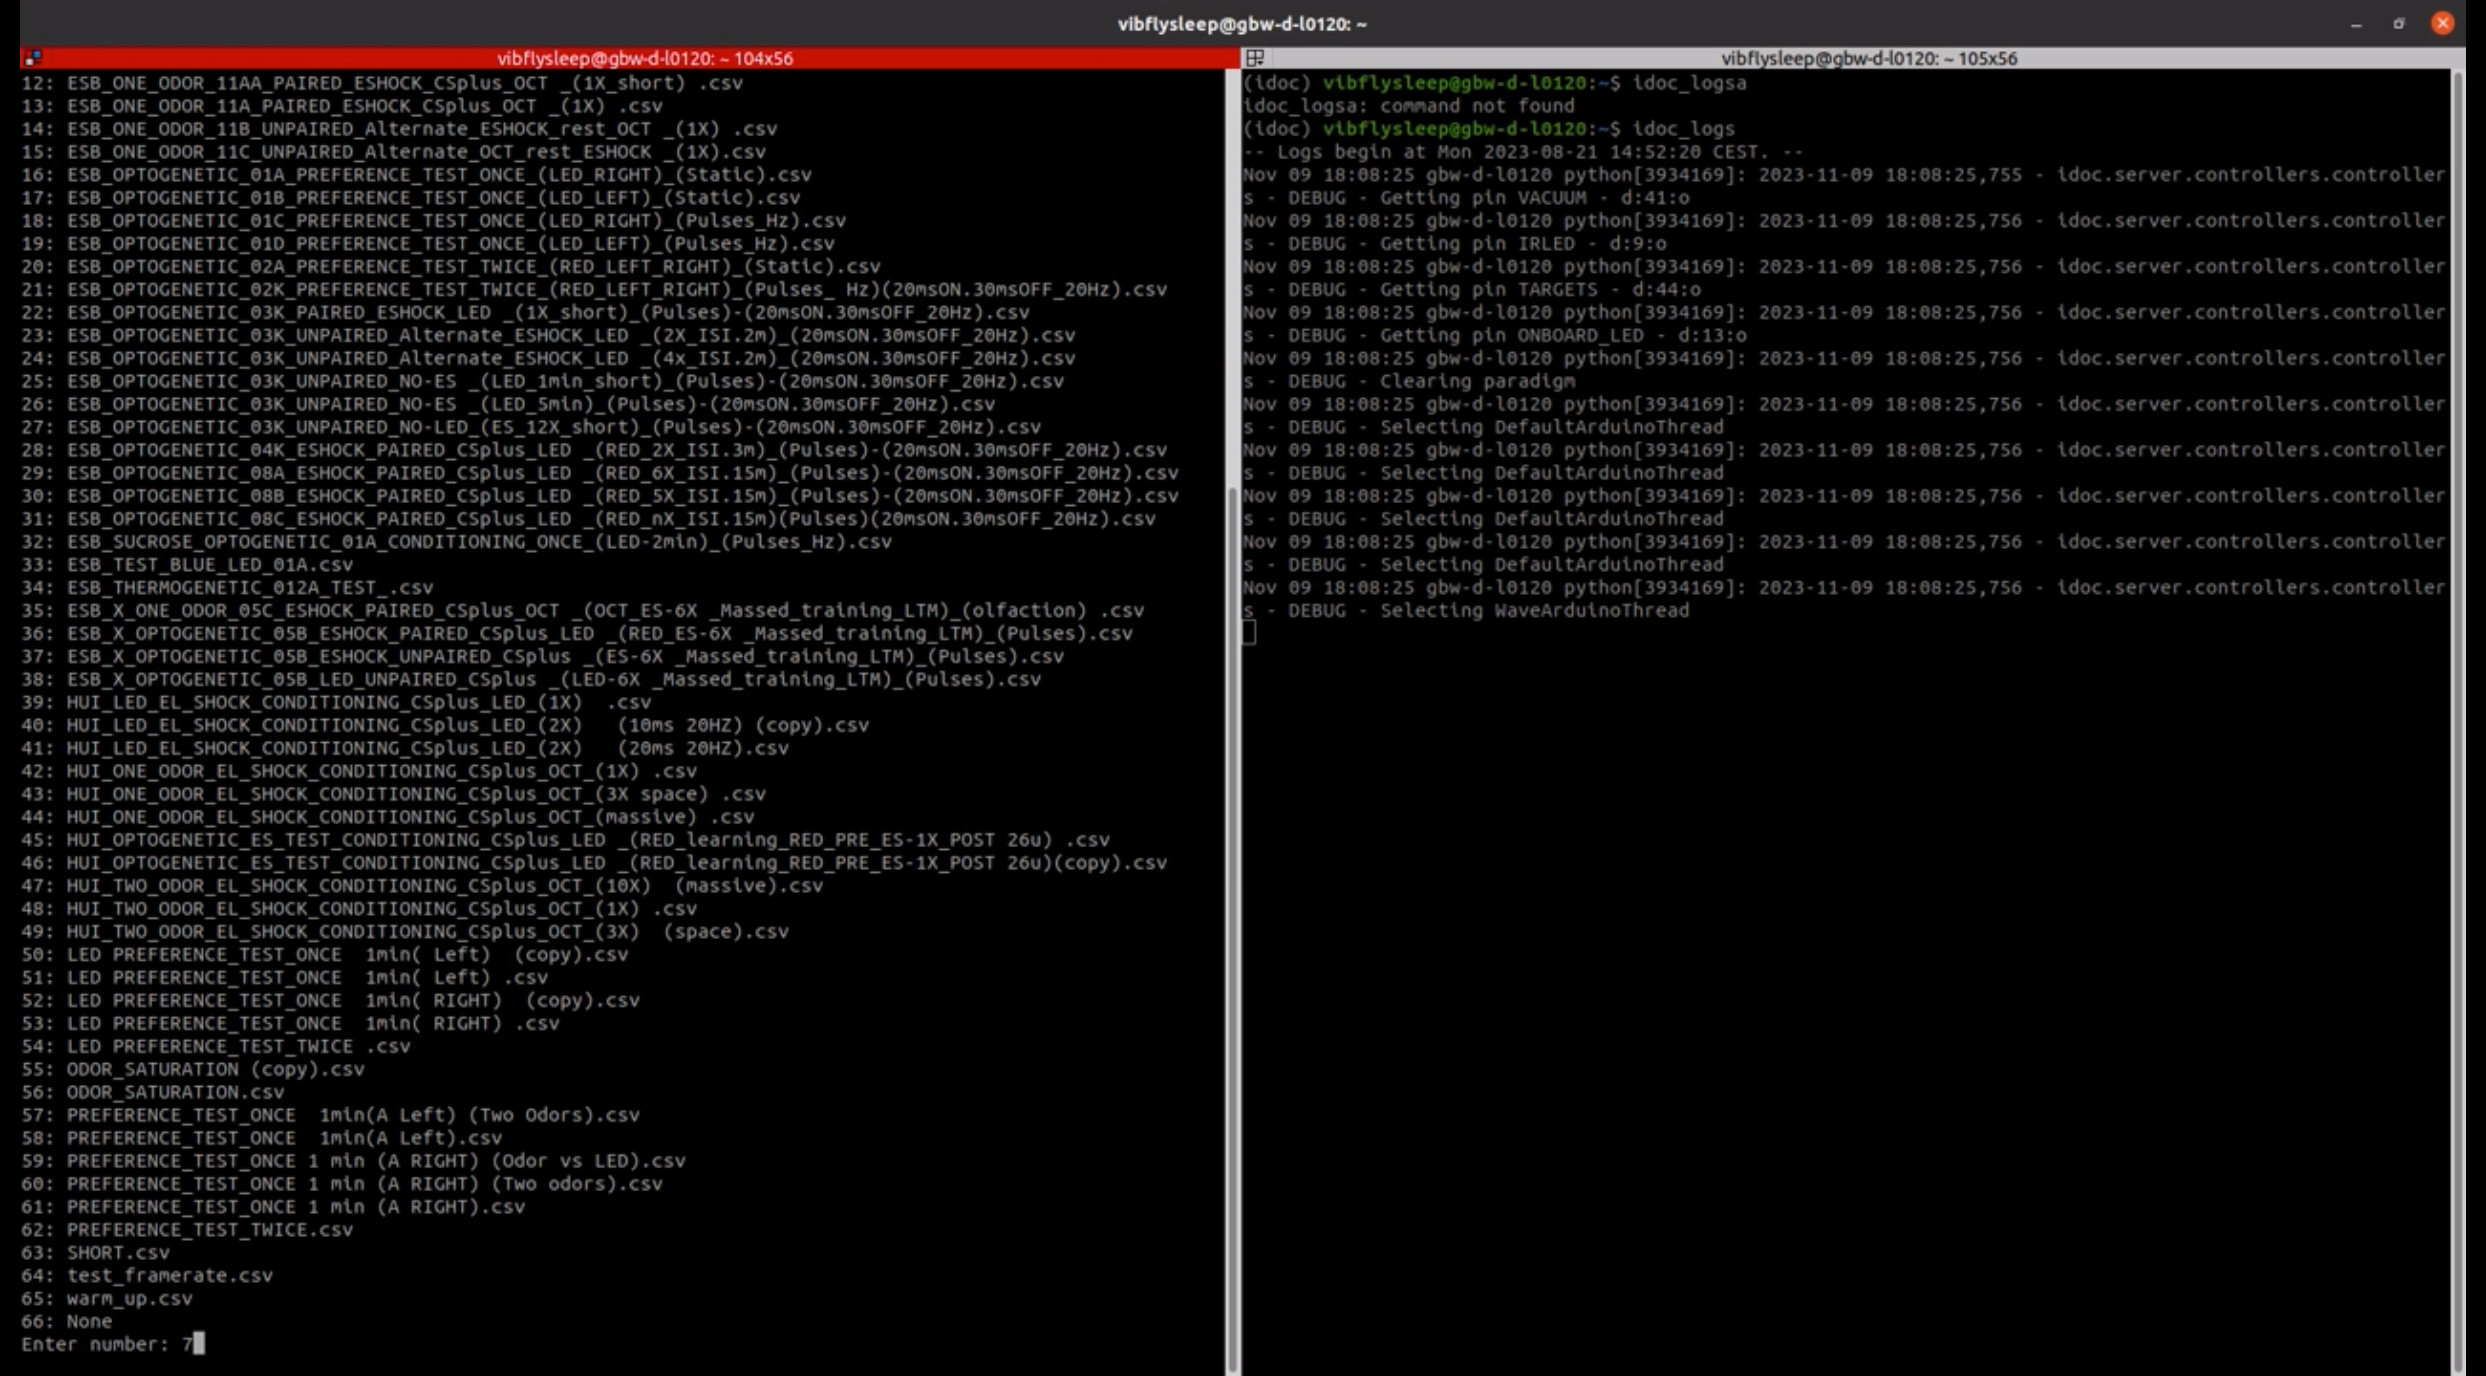 vibflysleep@gbw-d-l0120: ~
vibflysleep@gbw-d-l0120: ~ 104x56
12: ESB_ONE_ODOR_11AA_PAIRED_ESHOCK_CSplus_OCT _(1X_short) .csv
13: ESB_ONE_ODOR_11A_PAIRED_ESHOCK_CSplus_OCT _(1X) .csv
14: ESB_ONE_ODOR_11B_UNPAIRED_Alternate_ESHOCK_rest_OCT _(1X) .csv
15: ESB_ONE_ODOR_11C_UNPAIRED_Alternate_OCT_rest_ESHOCK _(1X).csv
16: ESB_OPTOGENETIC_01A_PREFERENCE_TEST_ONCE_(LED_RIGHT)_(Static).csv
17: ESB_OPTOGENETIC_01B_PREFERENCE_TEST_ONCE_(LED_LEFT)_(Static).csv
18: ESB_OPTOGENETIC_01C_PREFERENCE_TEST_ONCE_(LED_RIGHT)_(Pulses_Hz).csv
19: ESB_OPTOGENETIC_01D_PREFERENCE_TEST_ONCE_(LED_LEFT)_(Pulses_Hz).csv
20: ESB_OPTOGENETIC_02A_PREFERENCE_TEST_TWICE_(RED_LEFT_RIGHT)_(Static).csv
21: ESB_OPTOGENETIC_02K_PREFERENCE_TEST_TWICE_(RED_LEFT_RIGHT)_(Pulses_ Hz)(20msON.30msOFF_20Hz).csv
22: ESB_OPTOGENETIC_03K_PAIRED_ESHOCK_LED _(1X_short)_(Pulses)-(20msON.30msOFF_20Hz).csv
23: ESB_OPTOGENETIC_03K_UNPAIRED_Alternate_ESHOCK_LED _(2X_ISI.2m)_(20msON.30msOFF_20Hz).csv
24: ESB_OPTOGENETIC_03K_UNPAIRED_Alternate_ESHOCK_LED _(4x_ISI.2m)_(20msON.30msOFF_20Hz).csv
25: ESB_OPTOGENETIC_03K_UNPAIRED_NO-ES _(LED_1min_short)_(Pulses)-(20msON.30msOFF_20Hz).csv
26: ESB_OPTOGENETIC_03K_UNPAIRED_NO-ES _(LED_5min)_(Pulses)-(20msON.30msOFF_20Hz).csv
27: ESB_OPTOGENETIC_03K_UNPAIRED_NO-LED_(ES_12X_short)_(Pulses)-(20msON.30msOFF_20Hz).csv
28: ESB_OPTOGENETIC_04K_ESHOCK_PAIRED_CSplus_LED _(RED_2X_ISI.3m)_(Pulses)-(20msON.30msOFF_20Hz).csv
29: ESB_OPTOGENETIC_08A_ESHOCK_PAIRED_CSplus_LED _(RED_6X_ISI.15m)_(Pulses)-(20msON.30msOFF_20Hz).csv
30: ESB_OPTOGENETIC_08B_ESHOCK_PAIRED_CSplus_LED _(RED_5X_ISI.15m)_(Pulses)-(20msON.30msOFF_20Hz).csv
31: ESB_OPTOGENETIC_08C_ESHOCK_PAIRED_CSplus_LED _(RED_nX_ISI.15m)(Pulses)(20msON.30msOFF_20Hz).csv
32: ESB_SUCROSE_OPTOGENETIC_01A_CONDITIONING_ONCE_(LED-2min)_(Pulses_Hz).csv
33: ESB_TEST_BLUE_LED_01A.csv
34: ESB_THERMOGENETIC_012A_TEST_.csv
35: ESB_X_ONE_ODOR_05C_ESHOCK_PAIRED_CSplus_OCT _(OCT_ES-6X _Massed_training_LTM)_(olfaction) .csv
36: ESB_X_OPTOGENETIC_05B_ESHOCK_PAIRED_CSplus_LED _(RED_ES-6X _Massed_training_LTM)_(Pulses).csv
37: ESB_X_OPTOGENETIC_05B_ESHOCK_UNPAIRED_CSplus _(ES-6X _Massed_training_LTM)_(Pulses).csv
38: ESB_X_OPTOGENETIC_05B_LED_UNPAIRED_CSplus _(LED-6X _Massed_training_LTM)_(Pulses).csv
39: HUI_LED_EL_SHOCK_CONDITIONING_CSplus_LED_(1X)  .csv
40: HUI_LED_EL_SHOCK_CONDITIONING_CSplus_LED_(2X)   (10ms 20HZ) (copy).csv
41: HUI_LED_EL_SHOCK_CONDITIONING_CSplus_LED_(2X)   (20ms 20HZ).csv
42: HUI_ONE_ODOR_EL_SHOCK_CONDITIONING_CSplus_OCT_(1X) .csv
43: HUI_ONE_ODOR_EL_SHOCK_CONDITIONING_CSplus_OCT_(3X space) .csv
44: HUI_ONE_ODOR_EL_SHOCK_CONDITIONING_CSplus_OCT_(massive) .csv
45: HUI_OPTOGENETIC_ES_TEST_CONDITIONING_CSplus_LED _(RED_learning_RED_PRE_ES-1X_POST 26u) .csv
46: HUI_OPTOGENETIC_ES_TEST_CONDITIONING_CSplus_LED _(RED_learning_RED_PRE_ES-1X_POST 26u)(copy).csv
47: HUI_TWO_ODOR_EL_SHOCK_CONDITIONING_CSplus_OCT_(10X)  (massive).csv
48: HUI_TWO_ODOR_EL_SHOCK_CONDITIONING_CSplus_OCT_(1X) .csv
49: HUI_TWO_ODOR_EL_SHOCK_CONDITIONING_CSplus_OCT_(3X)  (space).csv
50: LED PREFERENCE_TEST_ONCE  1min( Left)  (copy).csv
51: LED PREFERENCE_TEST_ONCE  1min( Left) .csv
52: LED PREFERENCE_TEST_ONCE  1min( RIGHT)  (copy).csv
53: LED PREFERENCE_TEST_ONCE  1min( RIGHT) .csv
54: LED PREFERENCE_TEST_TWICE .csv
55: ODOR_SATURATION (copy).csv
56: ODOR_SATURATION.csv
57: PREFERENCE_TEST_ONCE  1min(A Left) (Two Odors).csv
58: PREFERENCE_TEST_ONCE  1min(A Left).csv
59: PREFERENCE_TEST_ONCE 1 min (A RIGHT) (Odor vs LED).csv
60: PREFERENCE_TEST_ONCE 1 min (A RIGHT) (Two odors).csv
61: PREFERENCE_TEST_ONCE 1 min (A RIGHT).csv
62: PREFERENCE_TEST_TWICE.csv
63: SHORT.csv
64: test_framerate.csv
65: warm_up.csv
66: None
Enter number: 7
vibflysleep@gbw-d-l0120: ~ 105x56
(idoc) vibflysleep@gbw-d-l0120:~$ idoc_logsa
idoc_logsa: command not found
(idoc) vibflysleep@gbw-d-l0120:~$ idoc_logs
-- Logs begin at Mon 2023-08-21 14:52:20 CEST. --
Nov 09 18:08:25 gbw-d-l0120 python[3934169]: 2023-11-09 18:08:25,755 - idoc.server.controllers.controller
s - DEBUG - Getting pin VACUUM - d:41:o
Nov 09 18:08:25 gbw-d-l0120 python[3934169]: 2023-11-09 18:08:25,756 - idoc.server.controllers.controller
s - DEBUG - Getting pin IRLED - d:9:o
Nov 09 18:08:25 gbw-d-l0120 python[3934169]: 2023-11-09 18:08:25,756 - idoc.server.controllers.controller
s - DEBUG - Getting pin TARGETS - d:44:o
Nov 09 18:08:25 gbw-d-l0120 python[3934169]: 2023-11-09 18:08:25,756 - idoc.server.controllers.controller
s - DEBUG - Getting pin ONBOARD_LED - d:13:o
Nov 09 18:08:25 gbw-d-l0120 python[3934169]: 2023-11-09 18:08:25,756 - idoc.server.controllers.controller
s - DEBUG - Clearing paradigm
Nov 09 18:08:25 gbw-d-l0120 python[3934169]: 2023-11-09 18:08:25,756 - idoc.server.controllers.controller
s - DEBUG - Selecting DefaultArduinoThread
Nov 09 18:08:25 gbw-d-l0120 python[3934169]: 2023-11-09 18:08:25,756 - idoc.server.controllers.controller
s - DEBUG - Selecting DefaultArduinoThread
Nov 09 18:08:25 gbw-d-l0120 python[3934169]: 2023-11-09 18:08:25,756 - idoc.server.controllers.controller
s - DEBUG - Selecting DefaultArduinoThread
Nov 09 18:08:25 gbw-d-l0120 python[3934169]: 2023-11-09 18:08:25,756 - idoc.server.controllers.controller
s - DEBUG - Selecting DefaultArduinoThread
Nov 09 18:08:25 gbw-d-l0120 python[3934169]: 2023-11-09 18:08:25,756 - idoc.server.controllers.controller
s - DEBUG - Selecting WaveArduinoThread